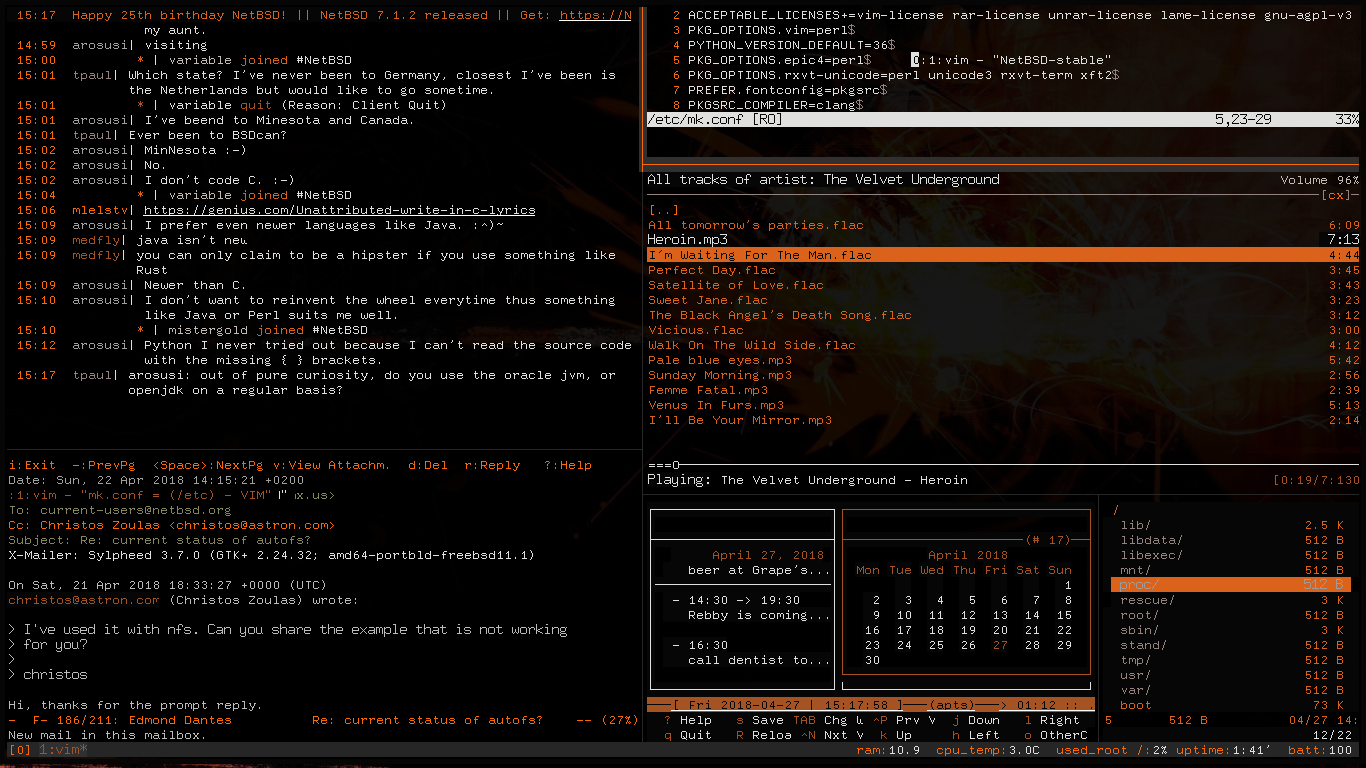 15:17 Happy 25th birthday NetBSD! || NetBSD 7.1.2 released || Get: https://N
my aunt.
14:59 arosusi| visiting
15:00 * | variable joined #NetBSD
15:01 tpaul| Which state? I've never been to Germany, closest I've been is
the Netherlands but would like to go sometime.
15:01 * | variable quit (Reason: Client Quit)
15:01 arosusi| I've beend to Minesota and Canada.
15:01 tpaul| Ever been to BSDcan?
15:02 arosusi| MinNesota :-)
15:02 arosusi| No.
15:02 arosusi| I don't code C. :-)
15:04 * | variable joined #NetBSD
15:06 mlelstv| https://genius.com/Unattributed-write-in-c-lyrics
15:09 arosusi| I prefer even newer languages like Java. :^)~
15:09 medfly| java isn't new
15:09 medfly| you can only claim to be a hipster if you use something like
Rust
15:09 arosusi| Newer than C.
15:10 arosusi| I don't want to reinvent the wheel everytime thus something
like Java or Perl suits me well.
15:10 * | mistergold joined #NetBSD
15:12 arosusi| Python I never tried out because I can't read the source code
with the missing { } brackets.
15:17 tpaul| arosusi: out of pure curiosity, do you use the oracle jvm, or
openjdk on a regular basis?
i:Exit -:PrevPg <Space>:NextPg v:View Attachm. d:Del r:Reply ?:Help
Date: Sun, 22 Apr 2018 14:15:21 +0200
:1:vim - "mk.conf = (/etc) - VIM" x.us>
To: current-users@netbsd.org
Cc: Christos Zoulas <christos@astron.com>
Subject: Re: current status of autofs?
X-Mailer: Sylpheed 3.7.0 (GTK+ 2.24.32; amd64-portbld-freebsd11.1)
On Sat, 21 Apr 2018 18:33:27 +0000 (UTC)
christos@astron.com (Christos Zoulas) wrote:
> I've used it with nfs. Can you share the example that is not working
> for you?
>
> christos
Hi, thanks for the prompt reply.
- F- 186/211: Edmond Dantes Re: current status of autofs? -- (27%)
New mail in this mailbox.
2 ACCEPTABLE_LICENSES+=vim-license rar-license unrar-license lame-license gnu-agpl-v3
3 PKG_OPTIONS.vim=perl$
4 PYTHON_VERSION_DEFAULT=36$
5 PKG_OPTIONS.epic4=perl$ 0:1:vim - "NetBSD-stable"
6 PKG_OPTIONS.rxvt-unicode=perl unicode3 rxvt-term xft2$
7 PREFER.fontconfig=pkgsrc$
8 PKGSRC_COMPILER=clang$
/etc/mk.conf [RO] 5,23-29 33%
All tracks of artist: The Velvet Underground Volume 96%
[cx]
[..]
All tomorrow's parties.flac 6:09
Heroin.mp3 7:13
I'm Waiting For The Man.flac 4:44
Perfect Day.flac 3:45
Satellite of Love.flac 3:43
Sweet Jane.flac 3:23
The Black Angel's Death Song.flac 3:12
Vicious.flac 3:00
Walk On The Wild Side.flac 4:12
Pale blue eyes.mp3 5:42
Sunday Morning.mp3 2:56
Femme Fatal.mp3 2:39
Venus In Furs.mp3 5:13
I'll Be Your Mirror.mp3 2:14
===O
Playing: The Velvet Underground - Heroin [0:19/7:130
April 27, 2018
beer at Grape's...
- 14:30 -> 19:30
Rebby is coming...
- 16:30
call dentist to...
(# 17)
April 2018
Mon Tue Wed Thu Fri Sat Sun
1
2 3 4 5 6 7 8
9 10 11 12 13 14 15
16 17 18 19 20 21 22
23 24 25 26 27 28 29
30
[ Fri 2018-04-27 | 15:17:58 ] (apts) > 01:12 ::
? Help s Save TAB Chg W ^P Prv V j Down l Right
q Quit R Reloa ^N Nxt V k Up h Left o OtherC
/
lib/ 2.5 K
libdata/ 512 B
libexec/ 512 B
mnt/ 512 B
proc/ 512 B
rescue/ 3 K
root/ 512 B
sbin/ 3 K
stand/ 512 B
tmp/ 512 B
usr/ 512 B
var/ 512 B
boot 73 K
5 512 B 04/27 14:
12/22
[0] 1:vim* ram:10.9 cpu_temp:3.0C used_root /:2% uptime:1:41' batt:100